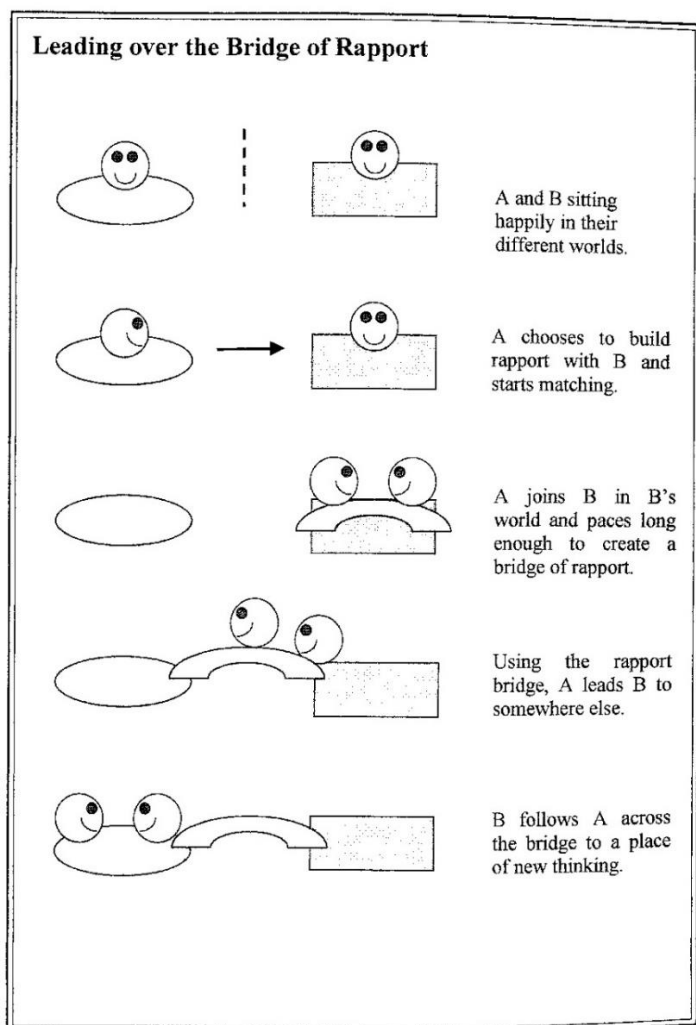 Leading over the Bridge of Rapport
A and B sitting
happily in their
different worlds.
A chooses to build
rapport with B and
starts matching.
A joins B in B's
world and paces long
enough to create a
bridge of rapport.
Using the rapport
bridge, A leads B to
somewhere else.
B follows A across
the bridge to a place
of new thinking.